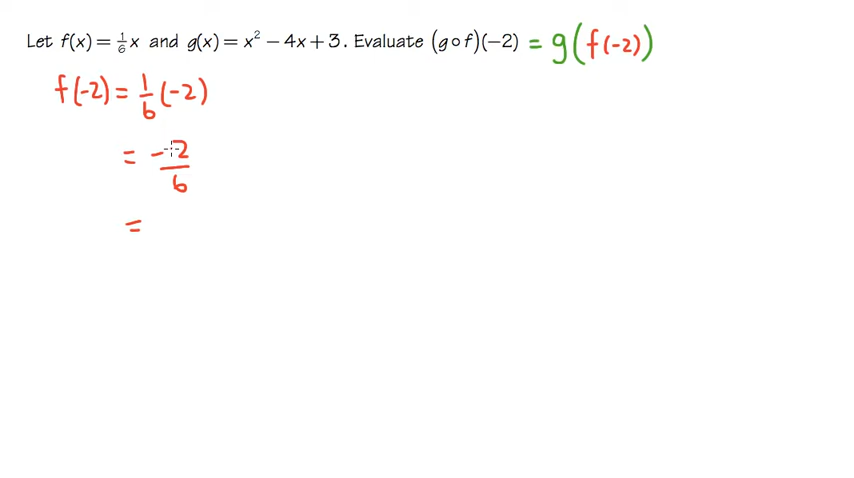 Let f(x) = 1/6 x and g(x) = x² − 4x + 3. Evaluate (g ∘ f)(−2) = g(f(-2))
f(-2) = 1/6 (-2)
= -2/6
=